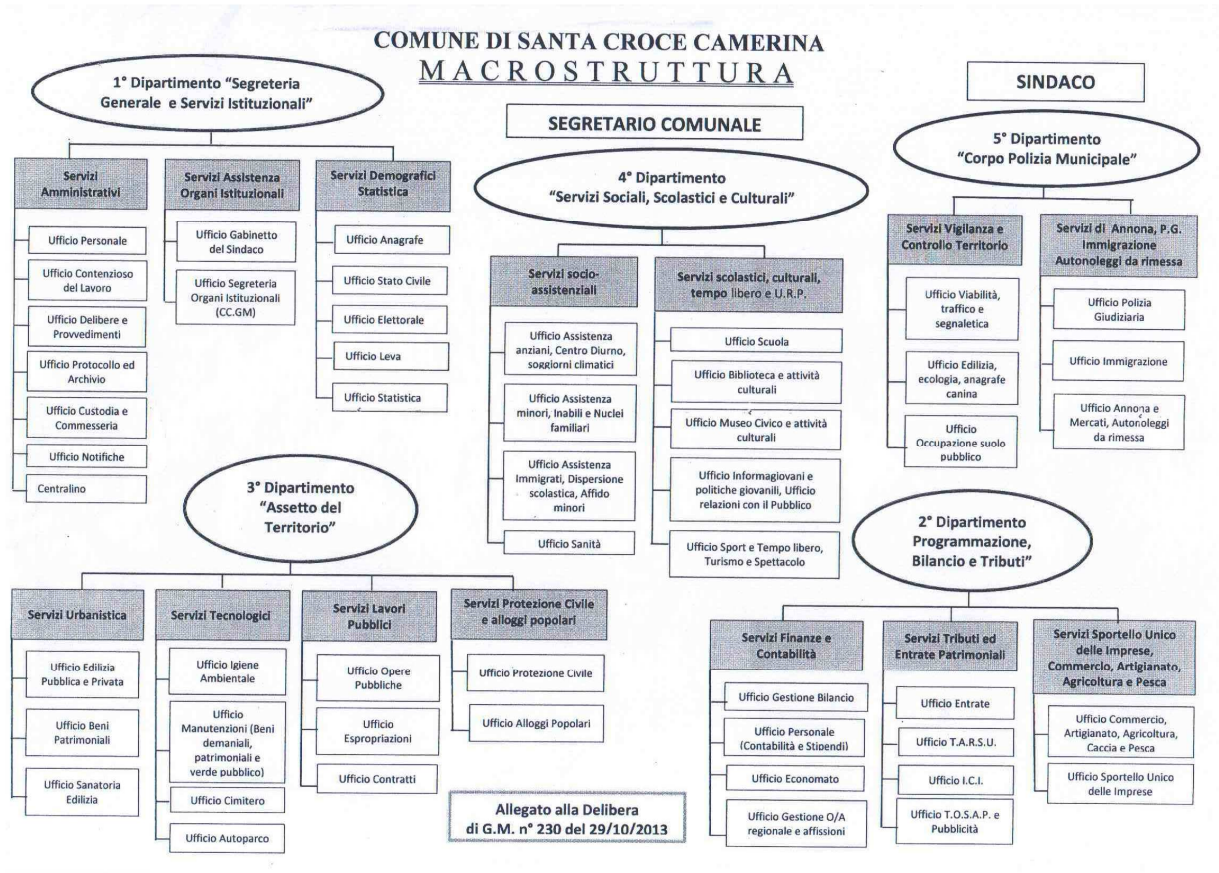 COMUNE DI SANTA CROCE CAMERINA
MACROSTRUTTURA
1° Dipartimento “Segreteria
Generale e Servizi Istituzionali”
Servizi
Amministrativi
Ufficio Personale
Ufficio Contenzioso
del Lavoro
Ufficio Delibere e
Provvedimenti
Ufficio Protocollo ed
Archivio
Ufficio Custodia e
Commesseria
Ufficio Notifiche
Centralino
Servizi Assistenza
Organi Istituzionali
Ufficio Gabinetto
del Sindaco
Ufficio Segreteria
Organi Istituzionali
(CC.GM)
Servizi Demografici
Statistica
Ufficio Anagrafe
Ufficio Stato Civile
Ufficio Elettorale
Ufficio Leva
Ufficio Statistica
SEGRETARIO COMUNALE
4° Dipartimento
“Servizi Sociali, Scolastici e Culturali”
Servizi socio-
assistenziali
Ufficio Assistenza
anziani, Centro Diurno,
soggiorni climatici
Ufficio Assistenza
minori, Inabili e Nuclei
familiari
Ufficio Assistenza
Immigrati, Dispersione
scolastica, Affido
minori
Ufficio Sanità
Servizi scolastici, culturali,
tempo libero e U.R.P.
Ufficio Scuola
Ufficio Biblioteca e attività
culturali
Ufficio Museo Civico e attività
culturali
Ufficio Informagiovani e
politiche giovanili, Ufficio
relazioni con il Pubblico
Ufficio Sport e Tempo libero,
Turismo e Spettacolo
SINDACO
5° Dipartimento
“Corpo Polizia Municipale”
Servizi Vigilanza e
Controllo Territorio
Ufficio Viabilità,
traffico e
segnaletica
Ufficio Edilizia,
ecologia, anagrafe
canina
Ufficio
Occupazione suolo
pubblico
Servizi di Annona, P.G.
Immigrazione
Autonoleggi da rimessa
Ufficio Polizia
Giudiziaria
Ufficio Immigrazione
Ufficio Annona e
Mercati, Autonoleggi
da rimessa
3° Dipartimento
“Assetto del
Territorio”
Servizi Urbanistica
Ufficio Edilizia
Pubblica e Privata
Ufficio Beni
Patrimoniali
Ufficio Sanatoria
Edilizia
Servizi Tecnologici
Ufficio Igiene
Ambientale
Ufficio
Manutenzioni (Beni
demaniali,
patrimoniali e
verde pubblico)
Ufficio Cimitero
Ufficio Autoparco
Servizi Lavori
Pubblici
Ufficio Opere
Pubbliche
Ufficio
Espropriazioni
Ufficio Contratti
Servizi Protezione Civile
e alloggi popolari
Ufficio Protezione Civile
Ufficio Alloggi Popolari
2° Dipartimento
Programmazione,
Bilancio e Tributi”
Servizi Finanze e
Contabilità
Ufficio Gestione Bilancio
Ufficio Personale
(Contabilità e Stipendi)
Ufficio Economato
Ufficio Gestione O/A
regionale e affissioni
Servizi Tributi ed
Entrate Patrimoniali
Ufficio Entrate
Ufficio T.A.R.S.U.
Ufficio I.C.I.
Ufficio T.O.S.A.P. e
Pubblicità
Servizi Sportello Unico
delle Imprese,
Commercio, Artigianato,
Agricoltura e Pesca
Ufficio Commercio,
Artigianato, Agricoltura,
Caccia e Pesca
Ufficio Sportello Unico
delle Imprese
Allegato alla Delibera
di G.M. n° 230 del 29/10/2013